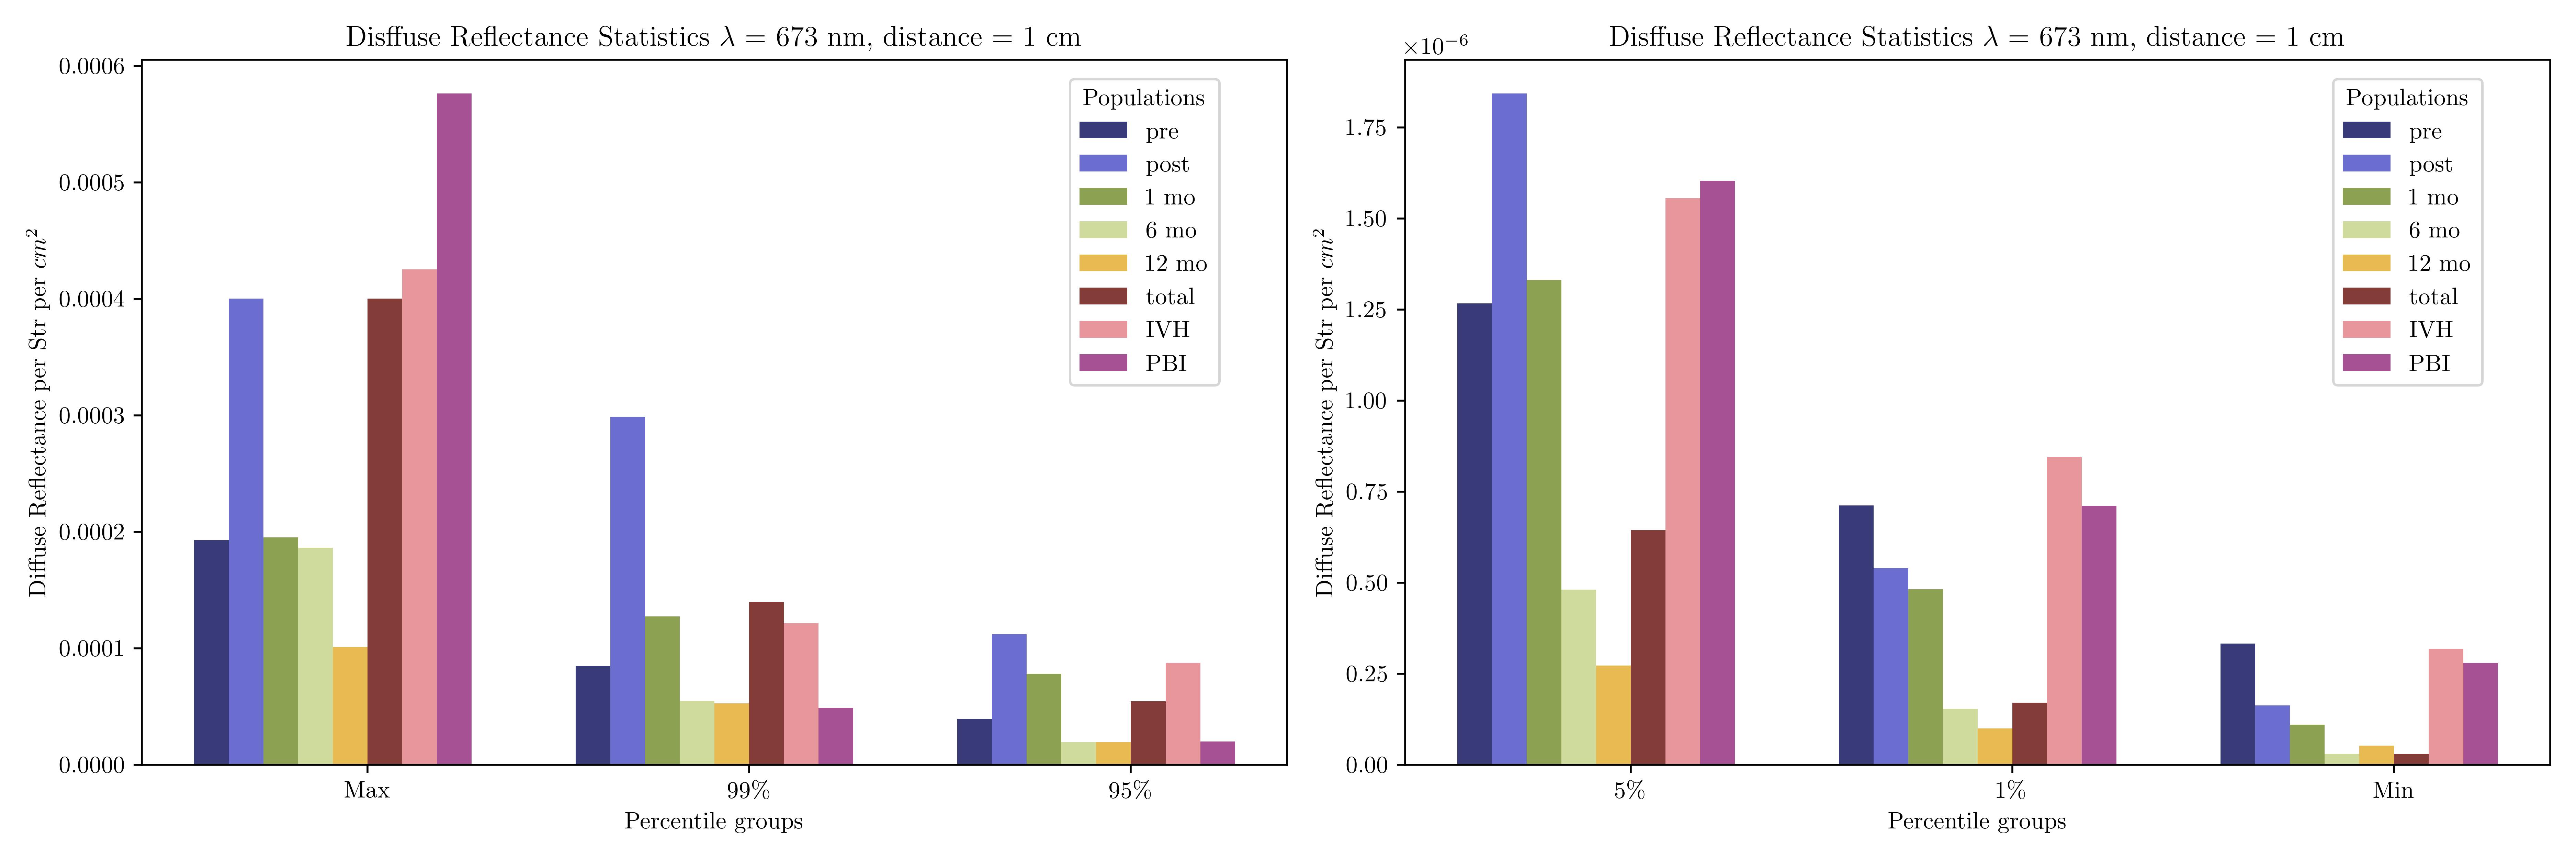 Disffuse Reflectance Statistics λ = 673 nm, distance = 1 cm
Diffuse Reflectance per Str per cm²
0.0006
0.0005
0.0004
0.0003
0.0002
0.0001
0.0000
Populations
pre
post
1 mo
6 mo
12 mo
total
IVH
PBI
Max
99%
95%
Percentile groups
Disffuse Reflectance Statistics λ = 673 nm, distance = 1 cm
×10⁻⁶
Diffuse Reflectance per Str per cm²
1.75
1.50
1.25
1.00
0.75
0.50
0.25
0.00
Populations
pre
post
1 mo
6 mo
12 mo
total
IVH
PBI
5%
1%
Min
Percentile groups